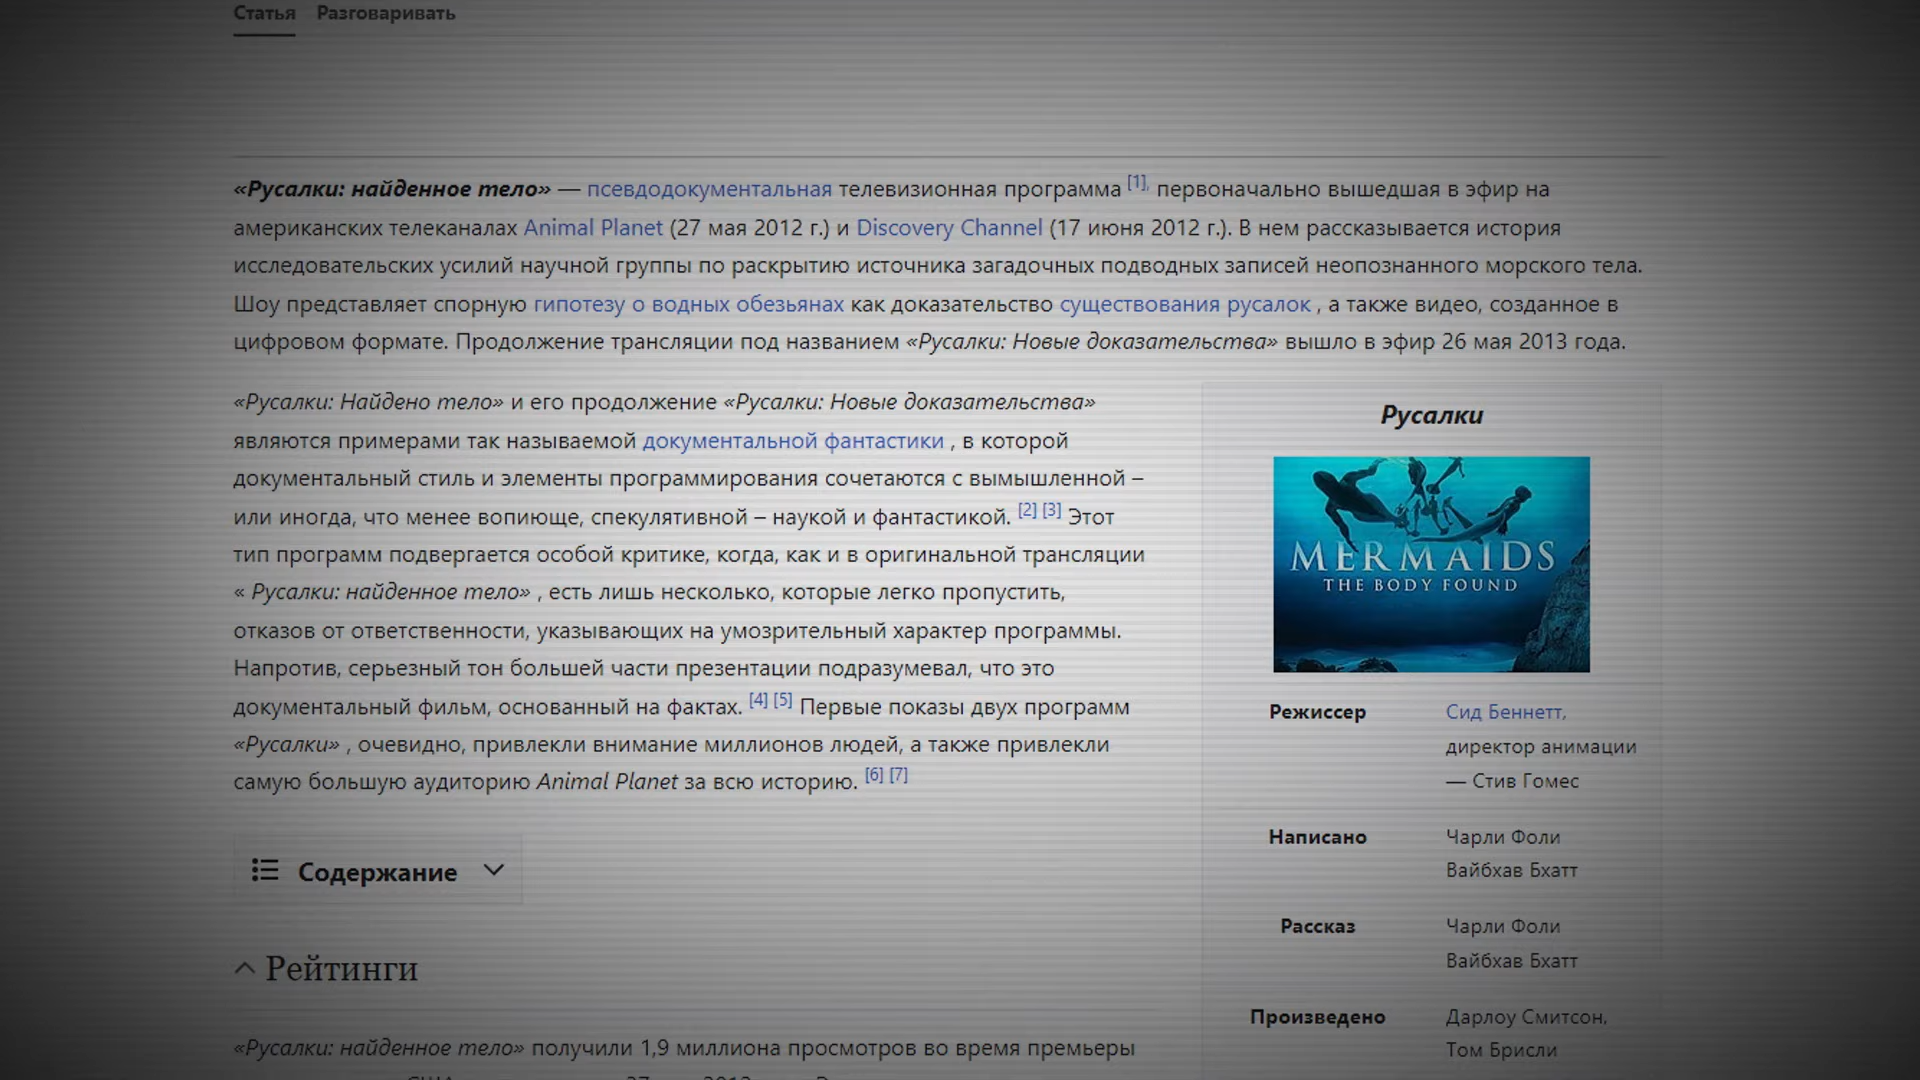 Статья Разговаривать
«Русалки: найденное тело» — псевдодокументальная телевизионная программа [1], первоначально вышедшая в эфир на
американских телеканалах Animal Planet (27 мая 2012 г.) и Discovery Channel (17 июня 2012 г.). В нем рассказывается история
исследовательских усилий научной группы по раскрытию источника загадочных подводных записей неопознанного морского тела.
Шоу представляет спорную гипотезу о водных обезьянах как доказательство существования русалок , а также видео, созданное в
цифровом формате. Продолжение трансляции под названием «Русалки: Новые доказательства» вышло в эфир 26 мая 2013 года.
«Русалки: Найдено тело» и его продолжение «Русалки: Новые доказательства»
являются примерами так называемой документальной фантастики , в которой
документальный стиль и элементы программирования сочетаются с вымышленной –
или иногда, что менее вопиюще, спекулятивной – наукой и фантастикой. [2] [3] Этот
тип программ подвергается особой критике, когда, как и в оригинальной трансляции
« Русалки: найденное тело» , есть лишь несколько, которые легко пропустить,
отказов от ответственности, указывающих на умозрительный характер программы.
Напротив, серьезный тон большей части презентации подразумевал, что это
документальный фильм, основанный на фактах. [4] [5] Первые показы двух программ
«Русалки» , очевидно, привлекли внимание миллионов людей, а также привлекли
самую большую аудиторию Animal Planet за всю историю. [6] [7]
Содержание
Рейтинги
«Русалки: найденное тело» получили 1,9 миллиона просмотров во время премьеры
Русалки
MERMAIDS
THE BODY FOUND
Режиссер Сид Беннетт,
директор анимации
— Стив Гомес
Написано Чарли Фоли
Вайбхав Бхатт
Рассказ Чарли Фоли
Вайбхав Бхатт
Произведено Дарлоу Смитсон,
Том Брисли